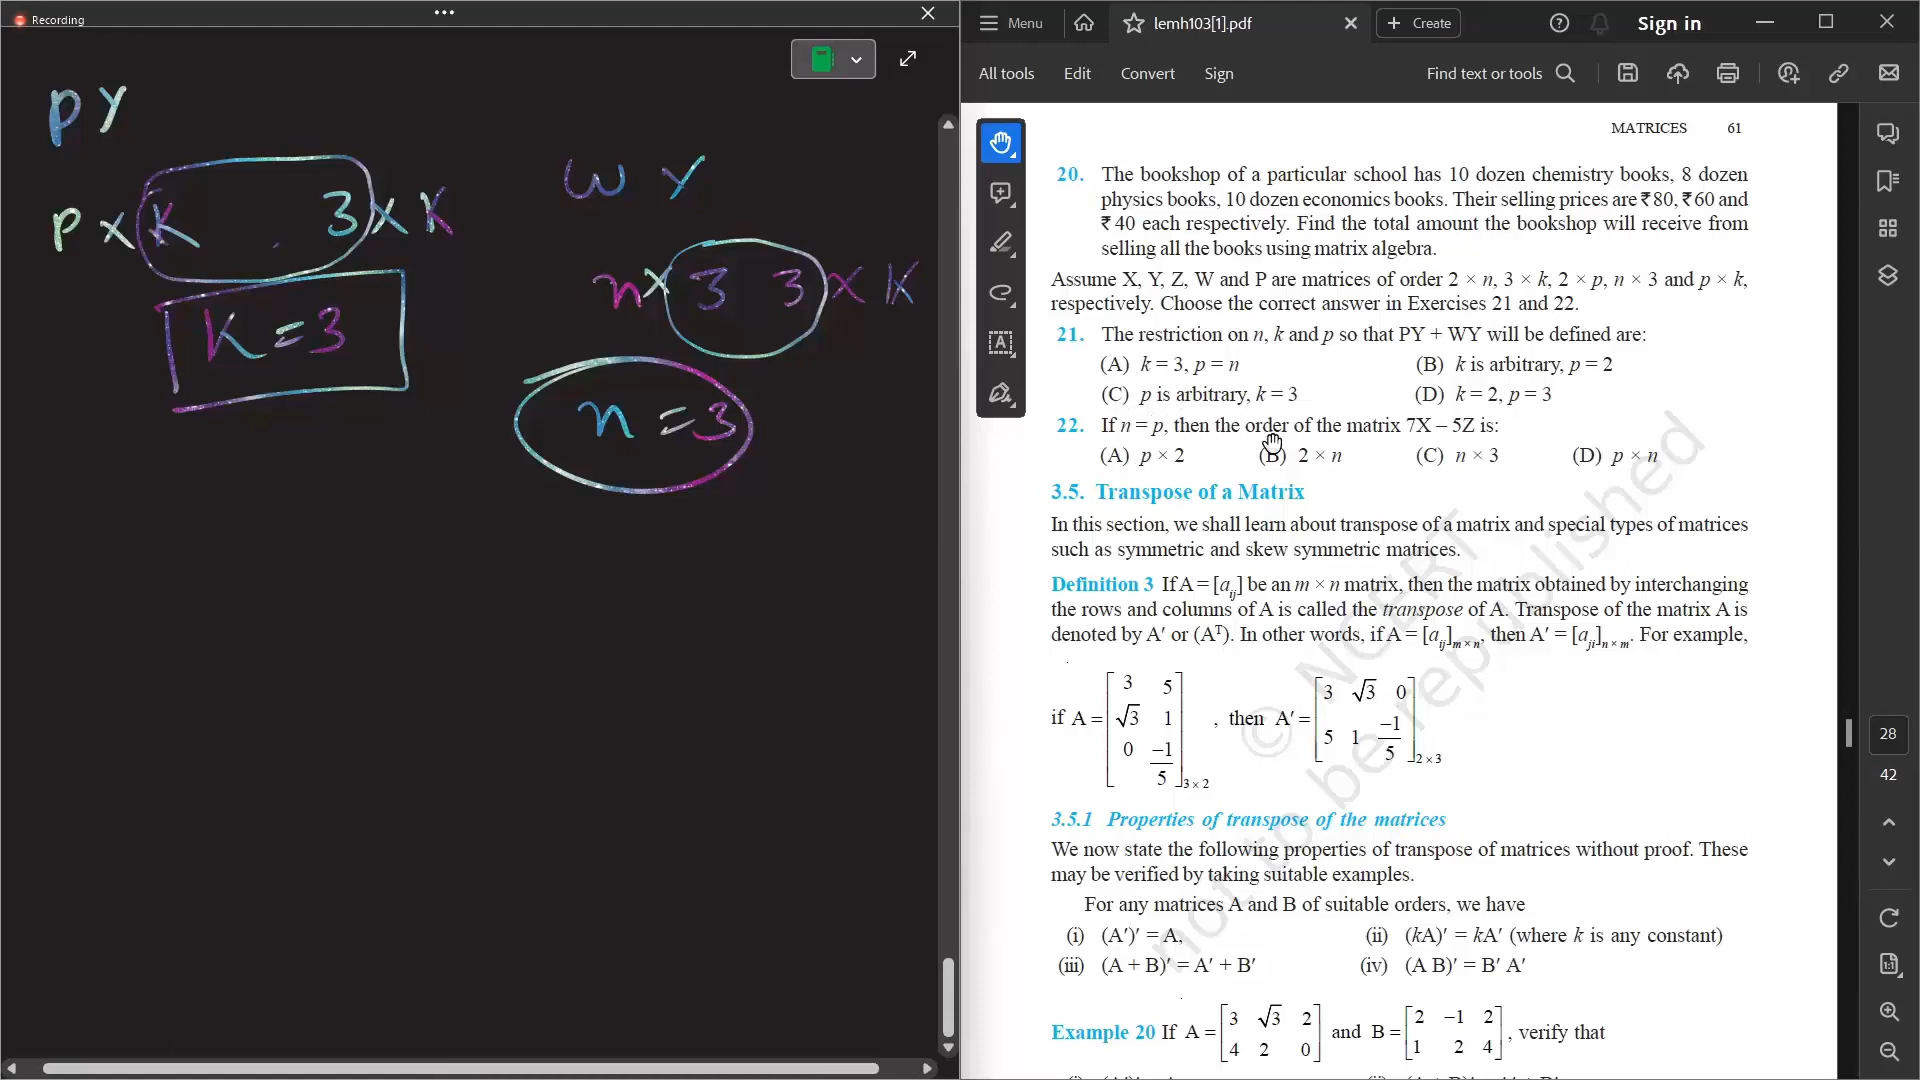 Recording
Menu
lemh103[1].pdf
Create
Sign in
All tools Edit Convert Sign
Find text or tools
P Y
P × K 3 × K
K = 3
W Y
n × 3 3 × K
n = 3
MATRICES 61
20. The bookshop of a particular school has 10 dozen chemistry books, 8 dozen
physics books, 10 dozen economics books. Their selling prices are ₹80, ₹60 and
₹40 each respectively. Find the total amount the bookshop will receive from
selling all the books using matrix algebra.
Assume X, Y, Z, W and P are matrices of order 2 × n, 3 × k, 2 × p, n × 3 and p × k,
respectively. Choose the correct answer in Exercises 21 and 22.
21. The restriction on n, k and p so that PY + WY will be defined are:
(A) k = 3, p = n (B) k is arbitrary, p = 2
(C) p is arbitrary, k = 3 (D) k = 2, p = 3
22. If n = p, then the order of the matrix 7X – 5Z is:
(A) p × 2 (B) 2 × n (C) n × 3 (D) p × n
3.5. Transpose of a Matrix
In this section, we shall learn about transpose of a matrix and special types of matrices
such as symmetric and skew symmetric matrices.
Definition 3 If A = [aij] be an m × n matrix, then the matrix obtained by interchanging
the rows and columns of A is called the transpose of A. Transpose of the matrix A is
denoted by A′ or (Aᵀ). In other words, if A = [aij]m × n, then A′ = [aji]n × m. For example,
if A = [3 5; √3 1; 0 −1/5]3 × 2, then A′ = [3 √3 0; 5 1 −1/5]2 × 3
3.5.1 Properties of transpose of the matrices
We now state the following properties of transpose of matrices without proof. These
may be verified by taking suitable examples.
For any matrices A and B of suitable orders, we have
(i) (A′)′ = A, (ii) (kA)′ = kA′ (where k is any constant)
(iii) (A + B)′ = A′ + B′ (iv) (A B)′ = B′ A′
Example 20 If A = [3 √3 2; 4 2 0] and B = [2 −1 2; 1 2 4], verify that
© NCERT
not to be republished
28
42